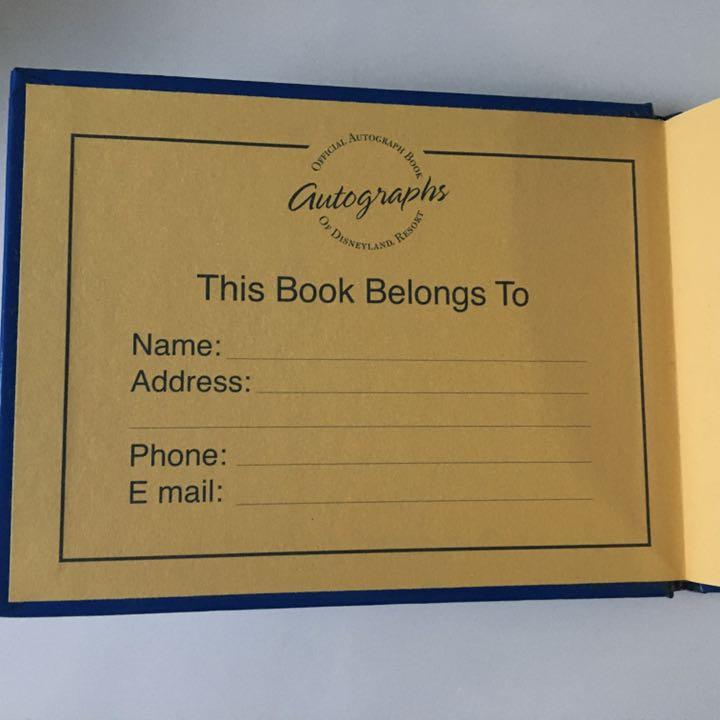 OFFICIAL AUTOGRAPH BOOK
Autographs
OF DISNEYLAND RESORT
This Book Belongs To
Name:
Address:
Phone:
E mail: